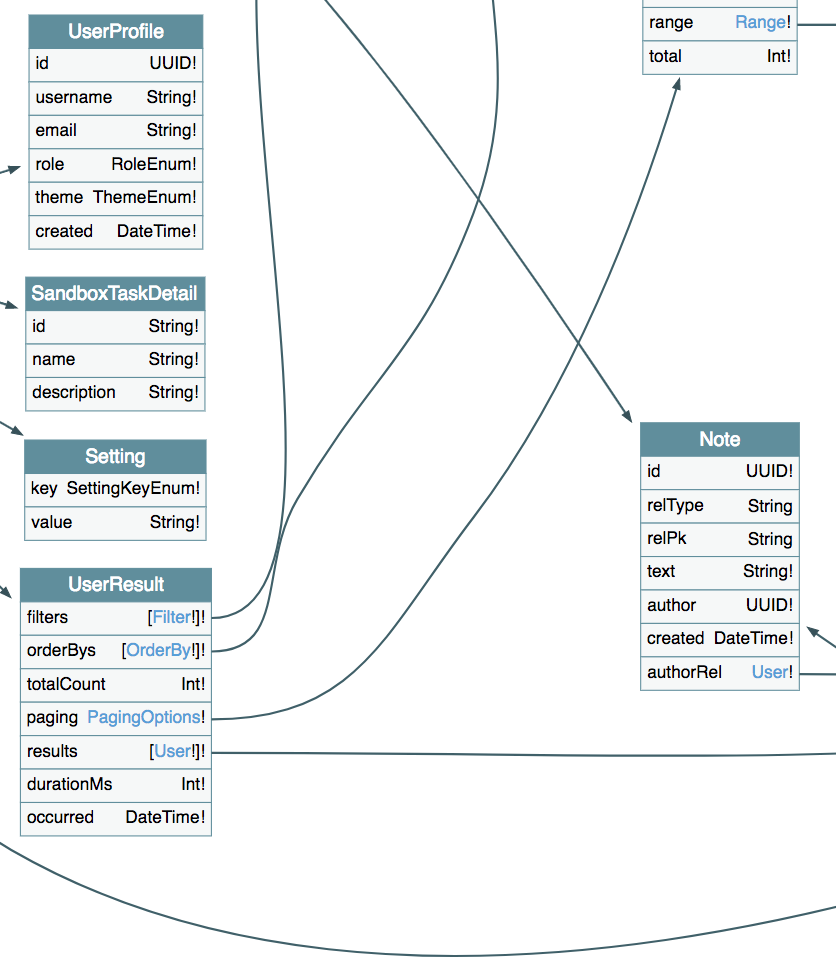 UserProfile
id UUID!
username String!
email String!
role RoleEnum!
theme ThemeEnum!
created DateTime!
SandboxTaskDetail
id String!
name String!
description String!
Setting
key SettingKeyEnum!
value String!
UserResult
filters [Filter!]!
orderBys [OrderBy!]!
totalCount Int!
paging PagingOptions!
results [User!]!
durationMs Int!
occurred DateTime!
range Range!
total Int!
Note
id UUID!
relType String
relPk String
text String!
author UUID!
created DateTime!
authorRel User!